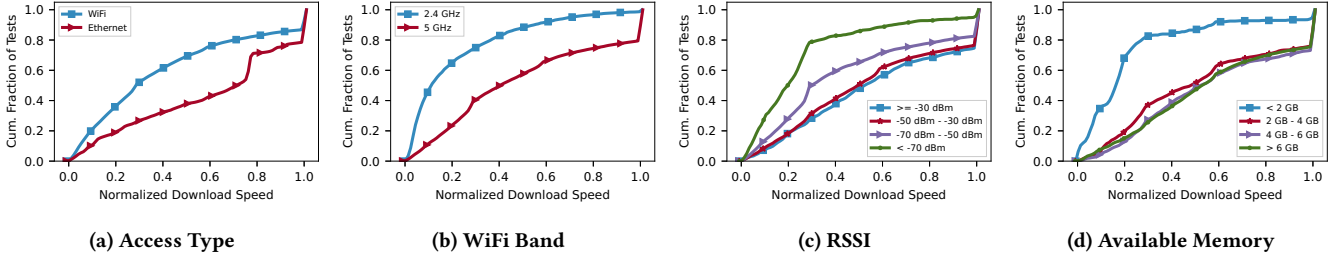 Cum. Fraction of Tests
1.0
0.8
0.6
0.4
0.2
0.0
WiFi
Ethernet
0.0 0.2 0.4 0.6 0.8 1.0
Normalized Download Speed
(a) Access Type
Cum. Fraction of Tests
1.0
0.8
0.6
0.4
0.2
0.0
2.4 GHz
5 GHz
0.0 0.2 0.4 0.6 0.8 1.0
Normalized Download Speed
(b) WiFi Band
Cum. Fraction of Tests
1.0
0.8
0.6
0.4
0.2
0.0
>= -30 dBm
-50 dBm - -30 dBm
-70 dBm - -50 dBm
< -70 dBm
0.0 0.2 0.4 0.6 0.8 1.0
Normalized Download Speed
(c) RSSI
Cum. Fraction of Tests
1.0
0.8
0.6
0.4
0.2
0.0
< 2 GB
2 GB - 4 GB
4 GB - 6 GB
> 6 GB
0.0 0.2 0.4 0.6 0.8 1.0
Normalized Download Speed
(d) Available Memory